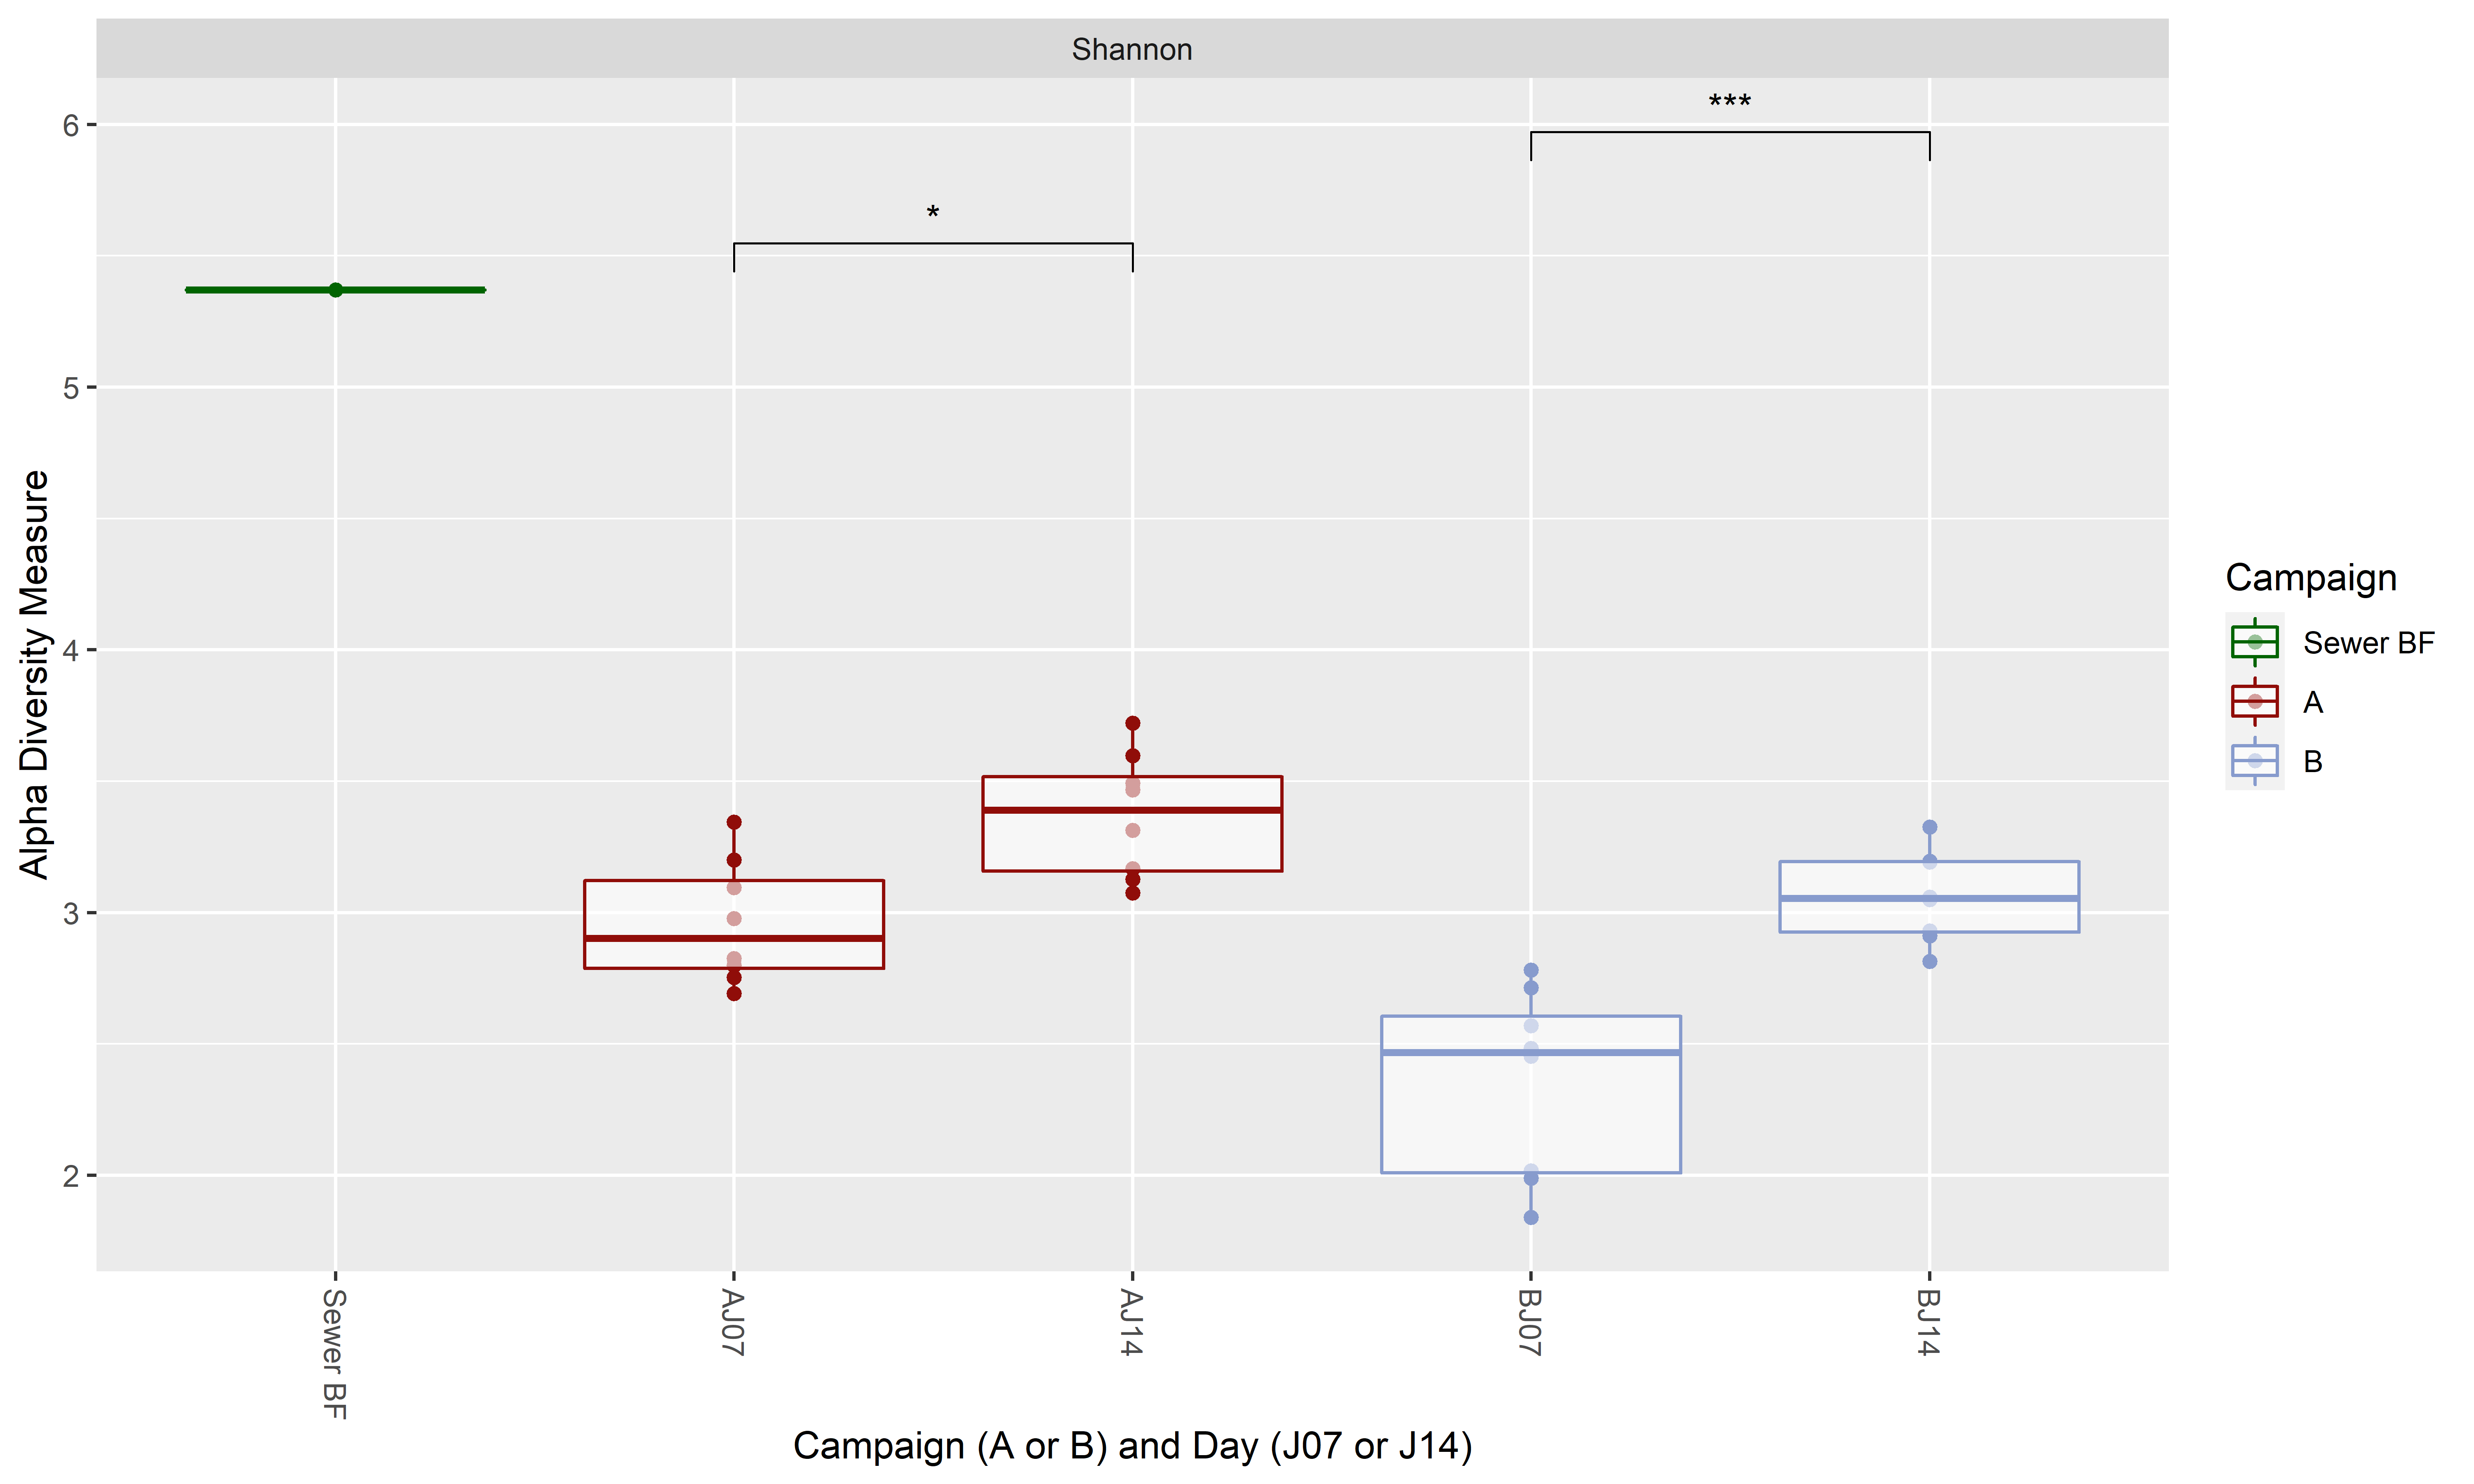 Shannon
Alpha Diversity Measure
6
5
4
3
2
*
***
Sewer BF
AJ07
AJ14
BJ07
BJ14
Campaign (A or B) and Day (J07 or J14)
Campaign
Sewer BF
A
B